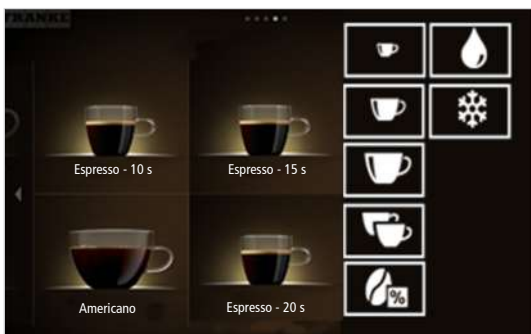 FRANKE
Espresso - 10 s
Espresso - 15 s
Americano
Espresso - 20 s
%